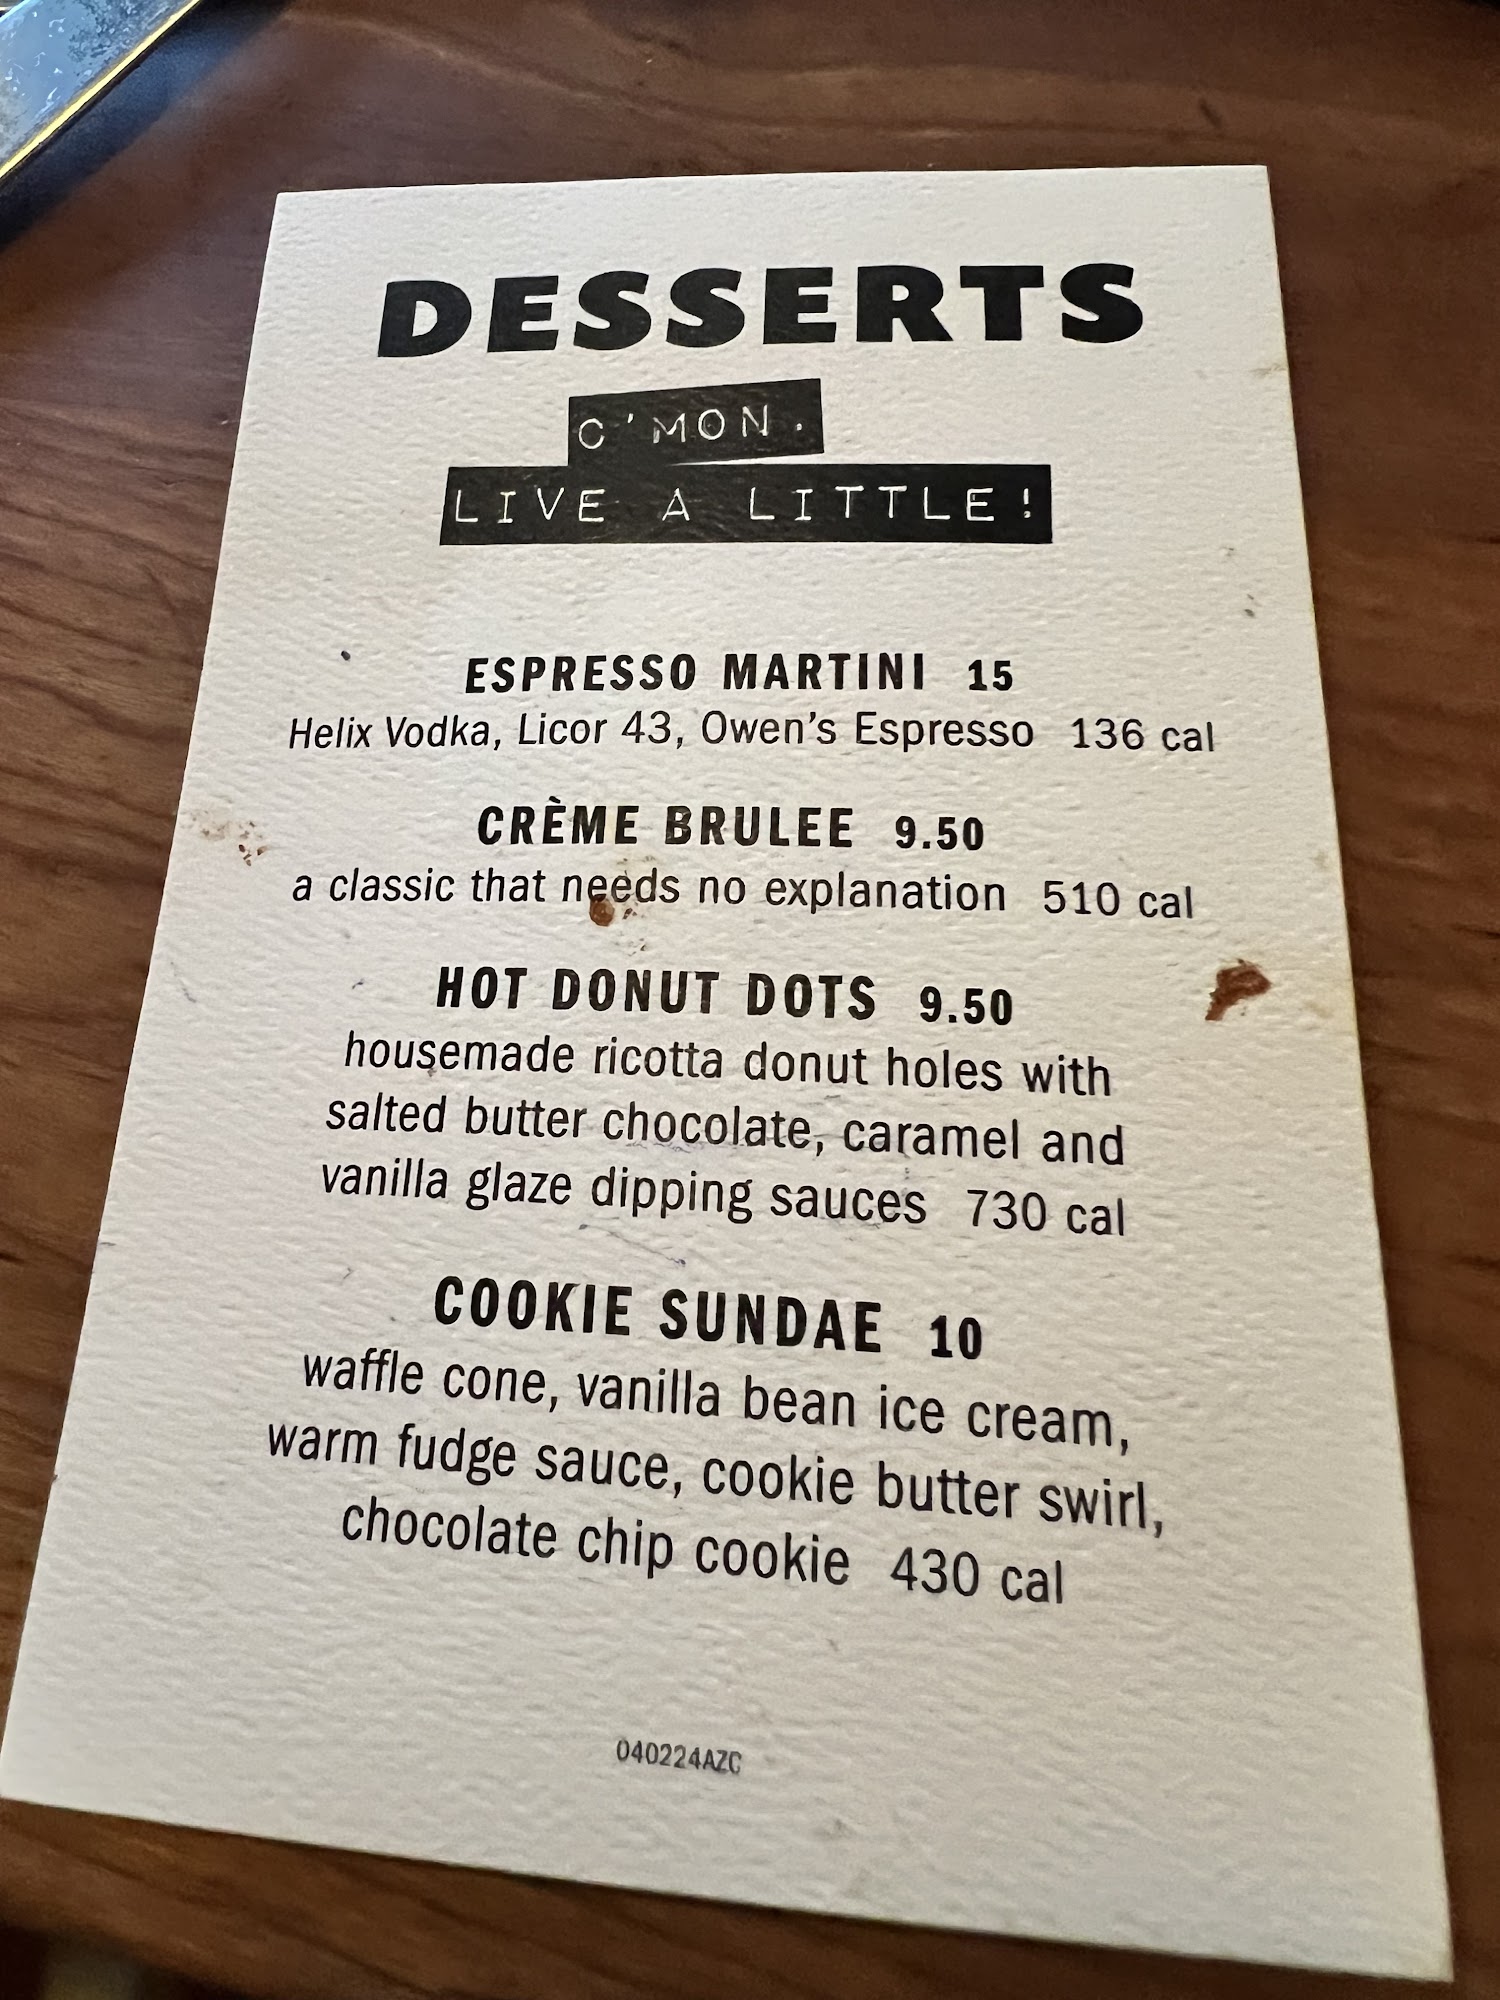 DESSERTS
C'MON.
LIVE A LITTLE!
ESPRESSO MARTINI 15
Helix Vodka, Licor 43, Owen's Espresso 136 cal
CRÈME BRULEE 9.50
a classic that needs no explanation 510 cal
HOT DONUT DOTS 9.50
housemade ricotta donut holes with
salted butter chocolate, caramel and
vanilla glaze dipping sauces 730 cal
COOKIE SUNDAE 10
waffle cone, vanilla bean ice cream,
warm fudge sauce, cookie butter swirl,
chocolate chip cookie 430 cal
040224AZC